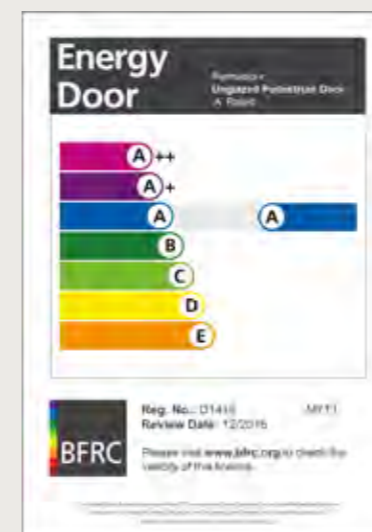 Energy
Door
Unglazed Pedestrian Door
A Rated
A++
A+
A A
B
C
D
E
BFRC
Reg. No.:
Review Date: 12/2016
Please visit www.bfrc.org to check the
validity of this licence.